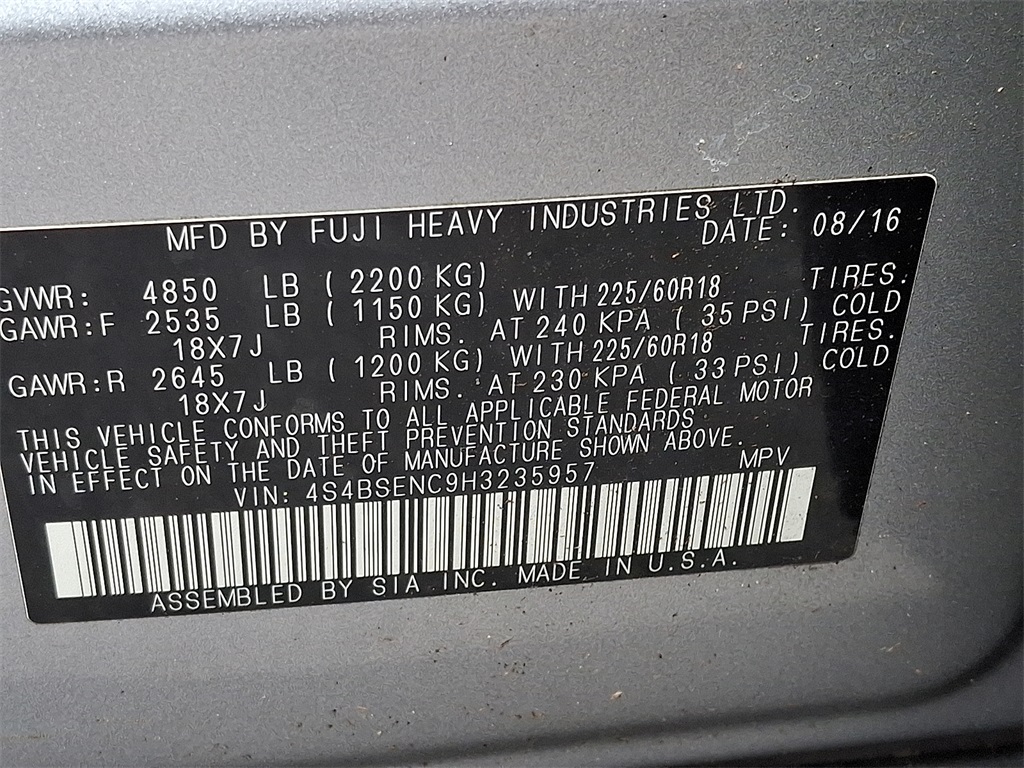 MFD BY FUJI HEAVY INDUSTRIES LTD.
DATE: 08/16
GVWR: 4850 LB ( 2200 KG)
GAWR:F 2535 LB ( 1150 KG) WITH 225/60R18 TIRES.
18X7J RIMS. AT 240 KPA ( 35 PSI) COLD
GAWR:R 2645 LB ( 1200 KG) WITH 225/60R18 TIRES.
18X7J RIMS. AT 230 KPA ( 33 PSI) COLD
THIS VEHICLE CONFORMS TO ALL APPLICABLE FEDERAL MOTOR
VEHICLE SAFETY AND THEFT PREVENTION STANDARDS
IN EFFECT ON THE DATE OF MANUFACTURE SHOWN ABOVE.
VIN: 4S4BSENC9H3235957 MPV
ASSEMBLED BY SIA INC. MADE IN U.S.A.